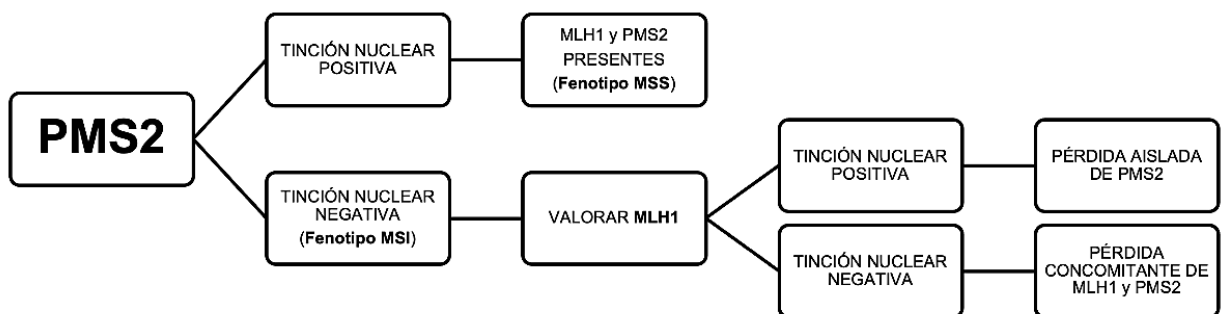 PMS2
TINCIÓN NUCLEAR
POSITIVA
MLH1 y PMS2
PRESENTES
(Fenotipo MSS)
TINCIÓN NUCLEAR
NEGATIVA
(Fenotipo MSI)
VALORAR MLH1
TINCIÓN NUCLEAR
POSITIVA
PÉRDIDA AISLADA
DE PMS2
TINCIÓN NUCLEAR
NEGATIVA
PÉRDIDA
CONCOMITANTE DE
MLH1 y PMS2